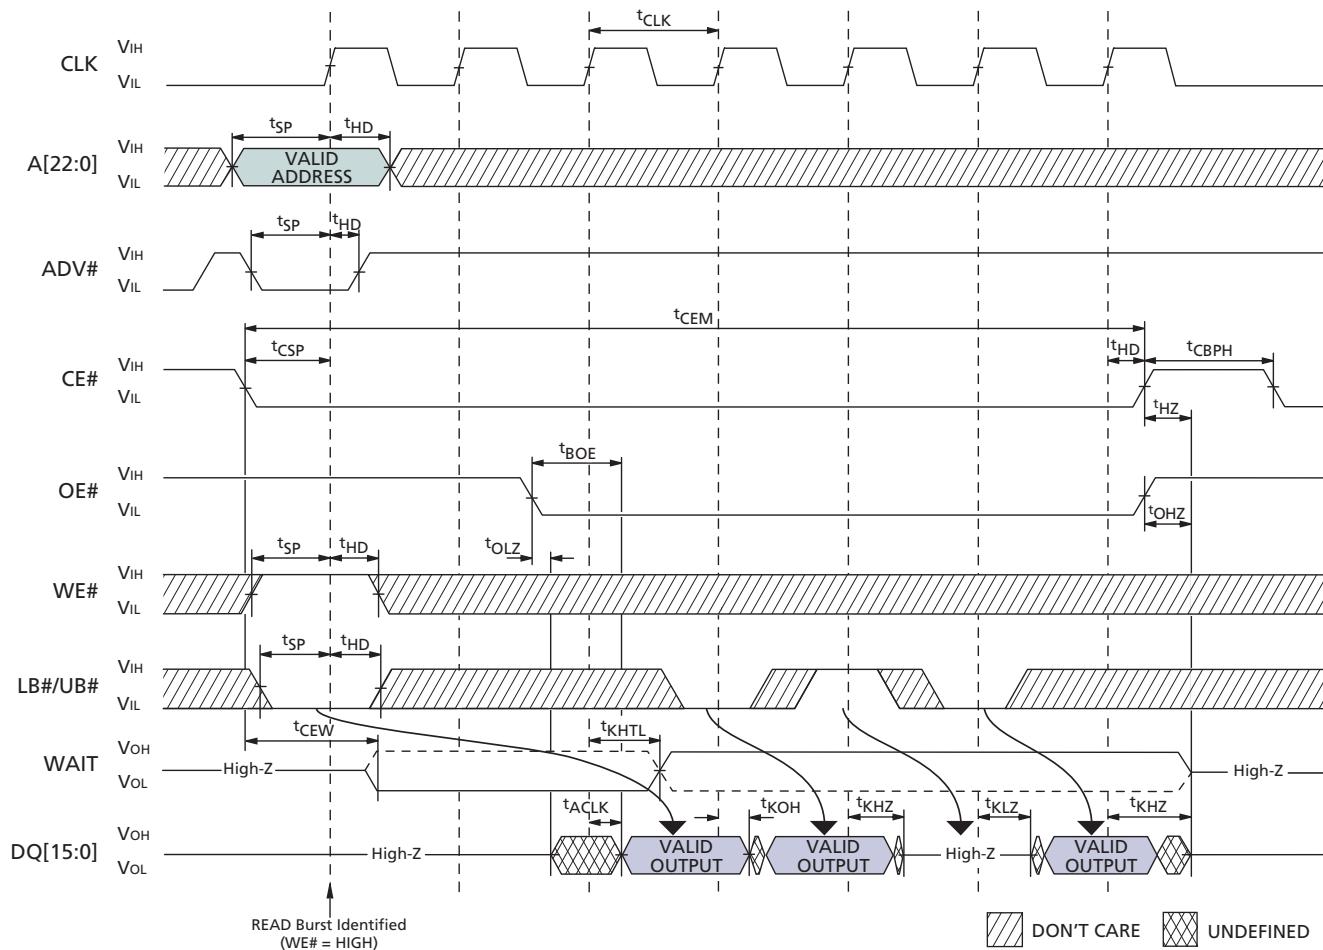 tCLK
CLK
VIH
VIL
tSP
tHD
A[22:0]
VIH
VIL
VALID
ADDRESS
tSP
tHD
ADV#
VIH
VIL
tCEM
tCSP
tHD
tCBPH
CE#
VIH
VIL
tHZ
tBOE
OE#
VIH
VIL
tOHZ
tOLZ
tSP
tHD
WE#
VIH
VIL
tSP
tHD
LB#/UB#
VIH
VIL
tCEW
tKHTL
WAIT
VOH
VOL
High-Z
High-Z
tACLK
tKOH
tKHZ
tKLZ
tKHZ
DQ[15:0]
VOH
VOL
High-Z
VALID
OUTPUT
VALID
OUTPUT
High-Z
VALID
OUTPUT
READ Burst Identified
(WE# = HIGH)
DON'T CARE
UNDEFINED